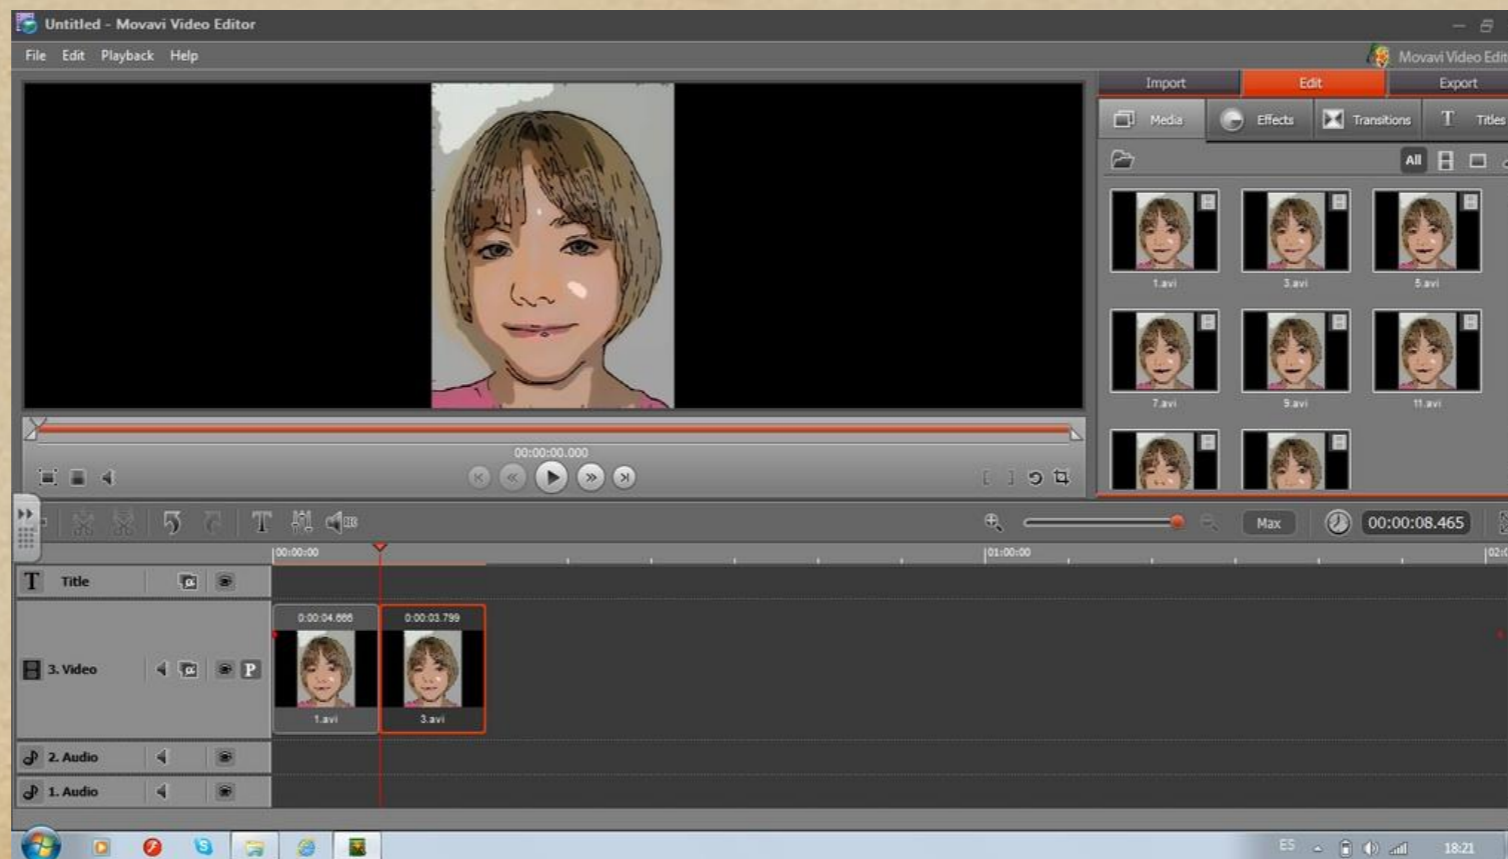 Untitled - Movavi Video Editor
File Edit Playback Help
Movavi Video Edit
Import Edit Export
Media Effects Transitions T Titles
All
1.avi 3.avi 5.avi
7.avi 9.avi 11.avi
00:00:00.000
T
Max 00:00:08.465
00:00:00 01:00:00
T Title
0:00:04.666 0:00:03.799
3. Video P
1.avi 3.avi
2. Audio
1. Audio
ES 18:21